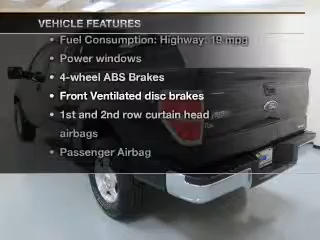 VEHICLE FEATURES
• Fuel Consumption: Highway: 19 mpg
• Power windows
• 4-wheel ABS Brakes
• Front Ventilated disc brakes
• 1st and 2nd row curtain head
airbags
• Passenger Airbag